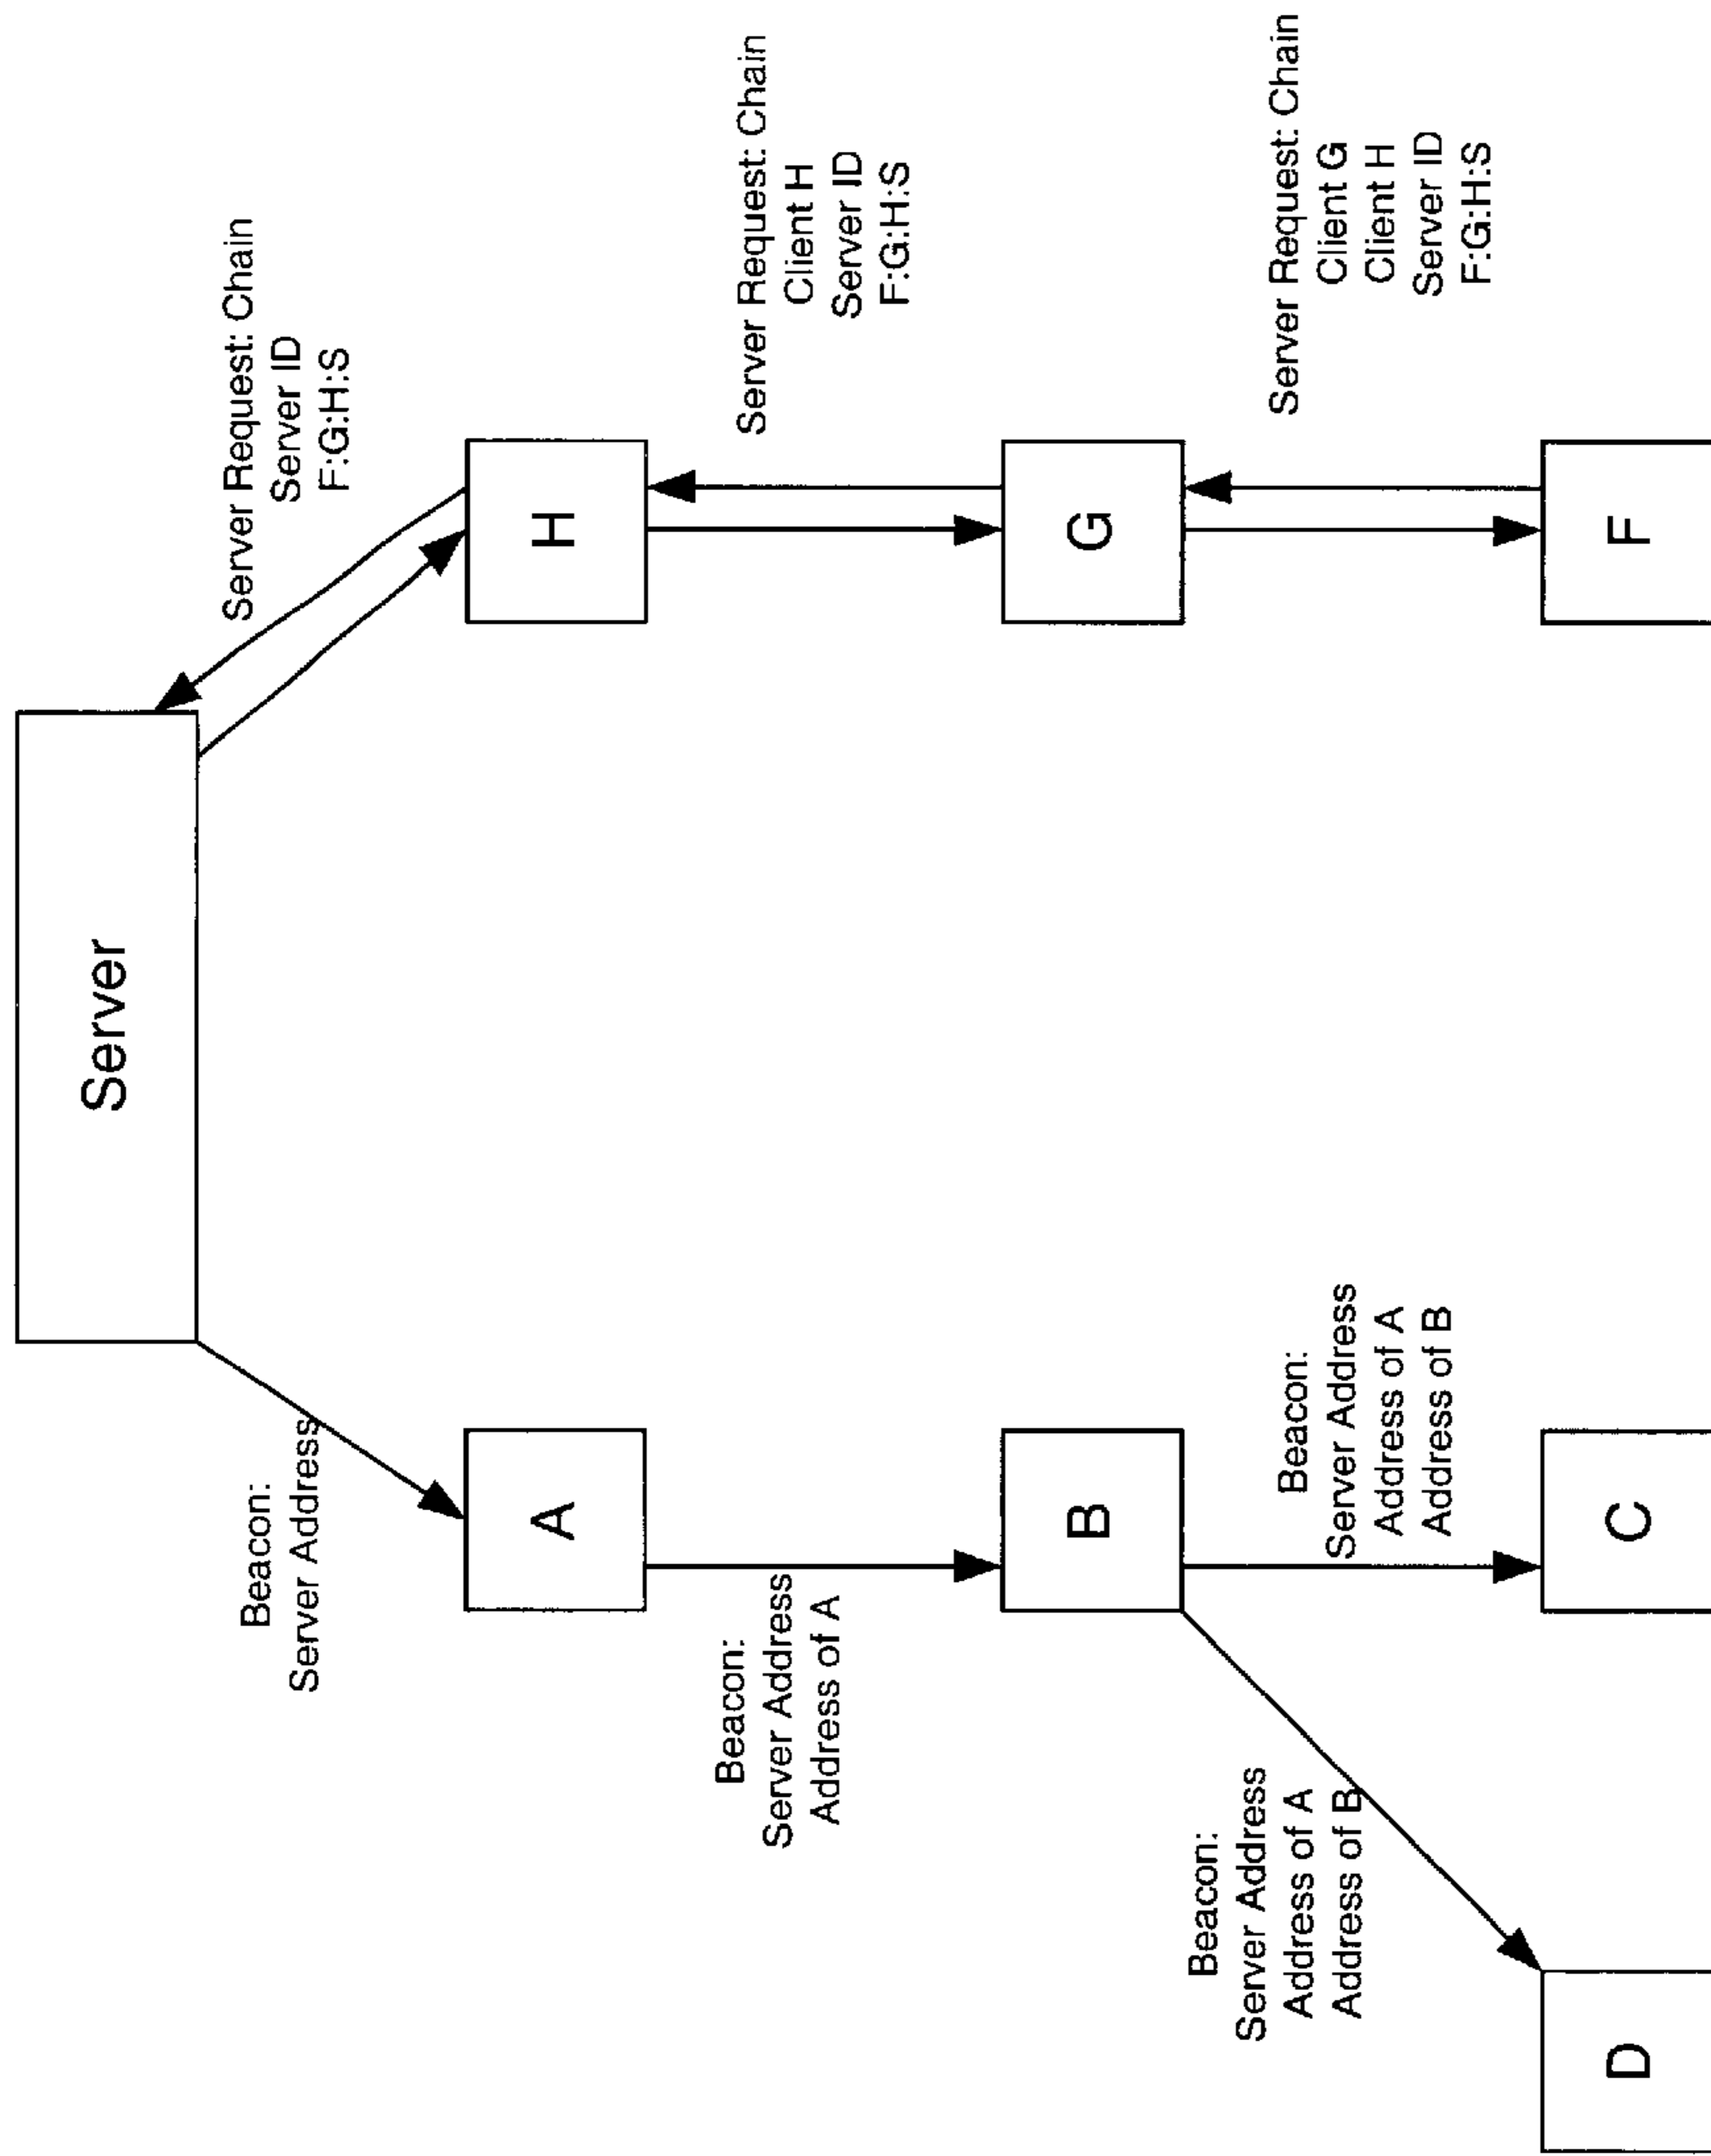 Server
Beacon:
Server Address
Server Request: Chain
Server ID
F:G:H:S
A
H
Beacon:
Server Address
Address of A
Server Request: Chain
Client H
Server ID
F:G:H:S
B
G
Beacon:
Server Address
Address of A
Address of B
Beacon:
Server Address
Address of A
Address of B
Server Request: Chain
Client G
Client H
Server ID
F:G:H:S
D
C
F